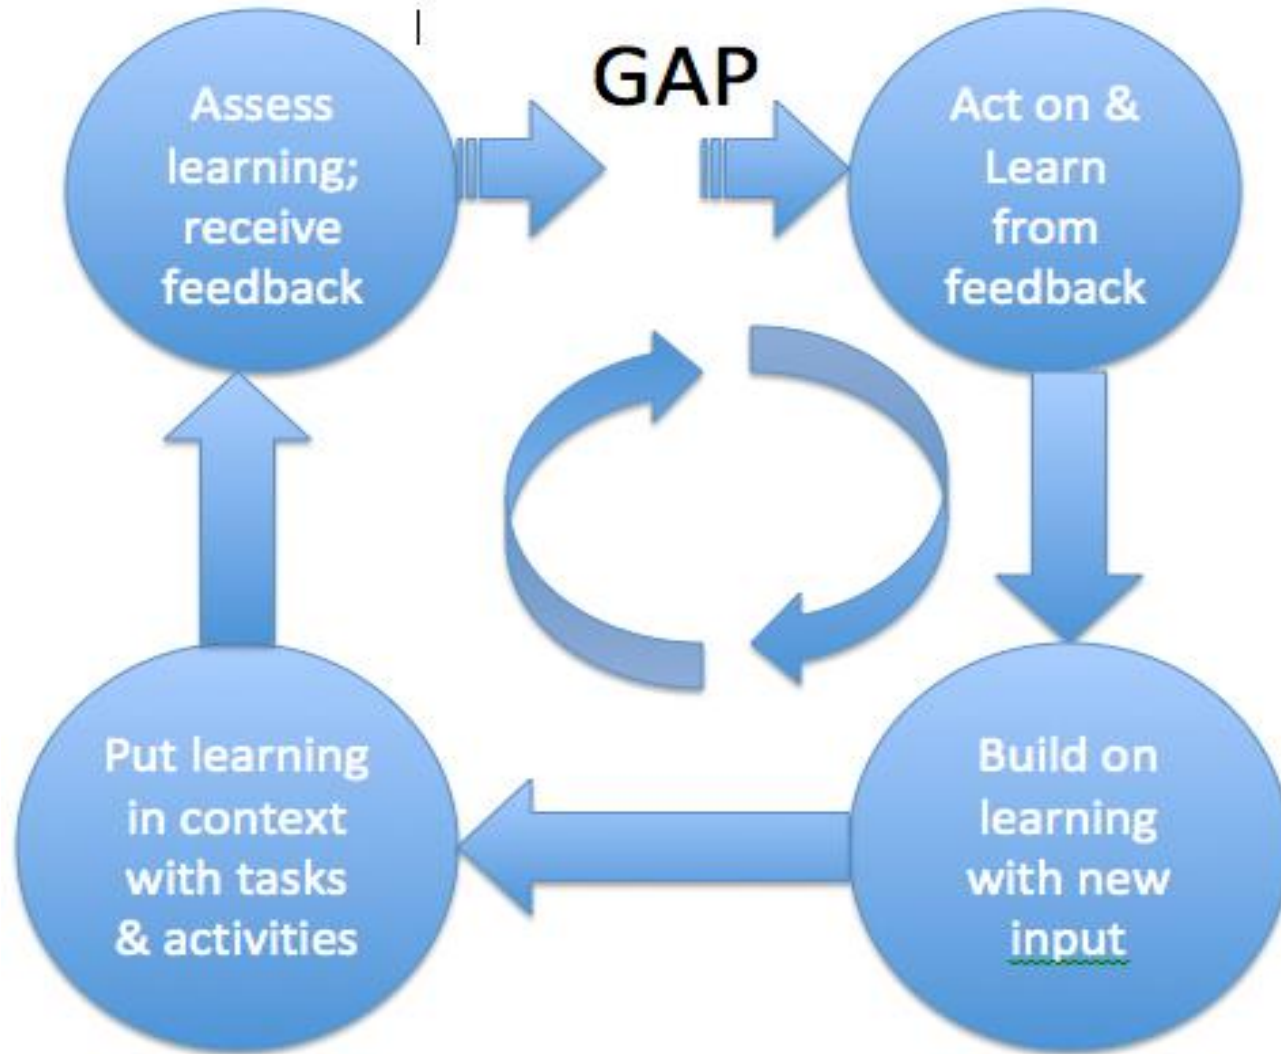 Assess
learning;
receive
feedback
GAP
Act on &
Learn
from
feedback
Build on
learning
with new
input
Put learning
in context
with tasks
& activities